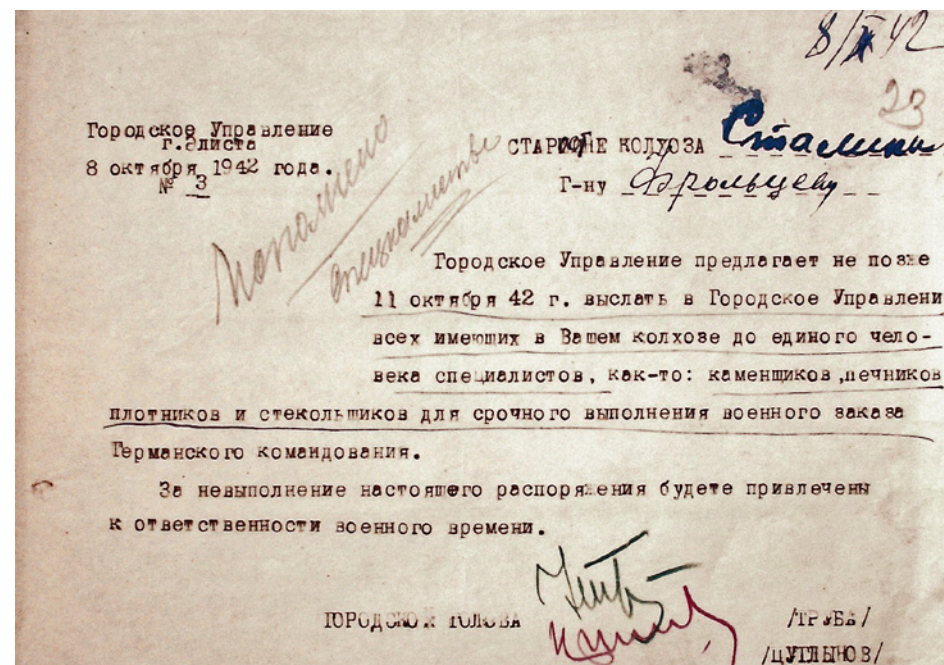 8/X 42
23
Городское Управление
г.Элиста
8 октября 1942 года.
№ 3
СТАРОСТЕ КОЛХОЗА Сталина
Г-ну Фрольцеву
Исполнено
Городское Управление предлагает не позже
11 октября 42 г. выслать в Городское Управлени
всех имеющих в Вашем колхозе до единого чело-
века специалистов, как-то: каменщиков,печников
плотников и стекольщиков для срочного выполнения военного заказа
Германского командования.
За невыполнение настоящего распоряжения будете привлечены
к ответственности военного времени.
ГОРОДСКОЙ ГОЛОВА
/ТРУБА/
/ЦУГЛЫНОВ/